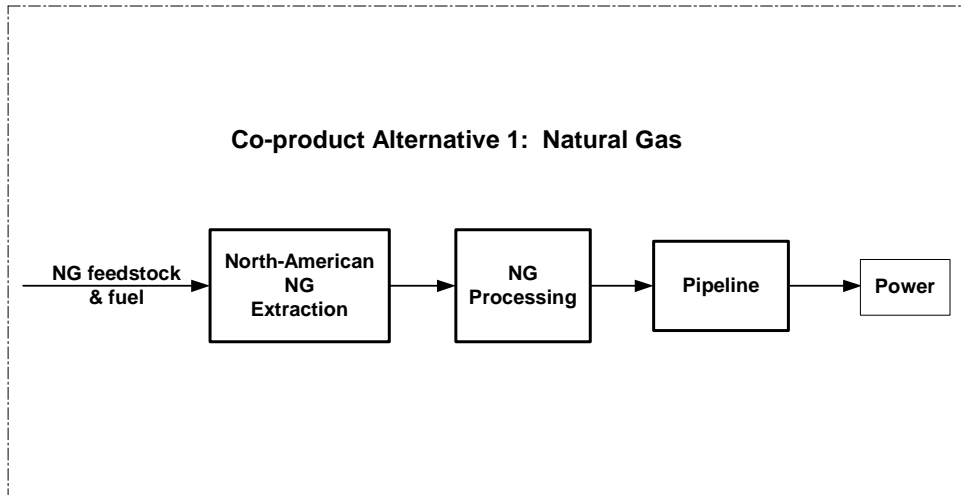 Co-product Alternative 1: Natural Gas
NG feedstock
& fuel
North-American
NG
Extraction
NG
Processing
Pipeline
Power